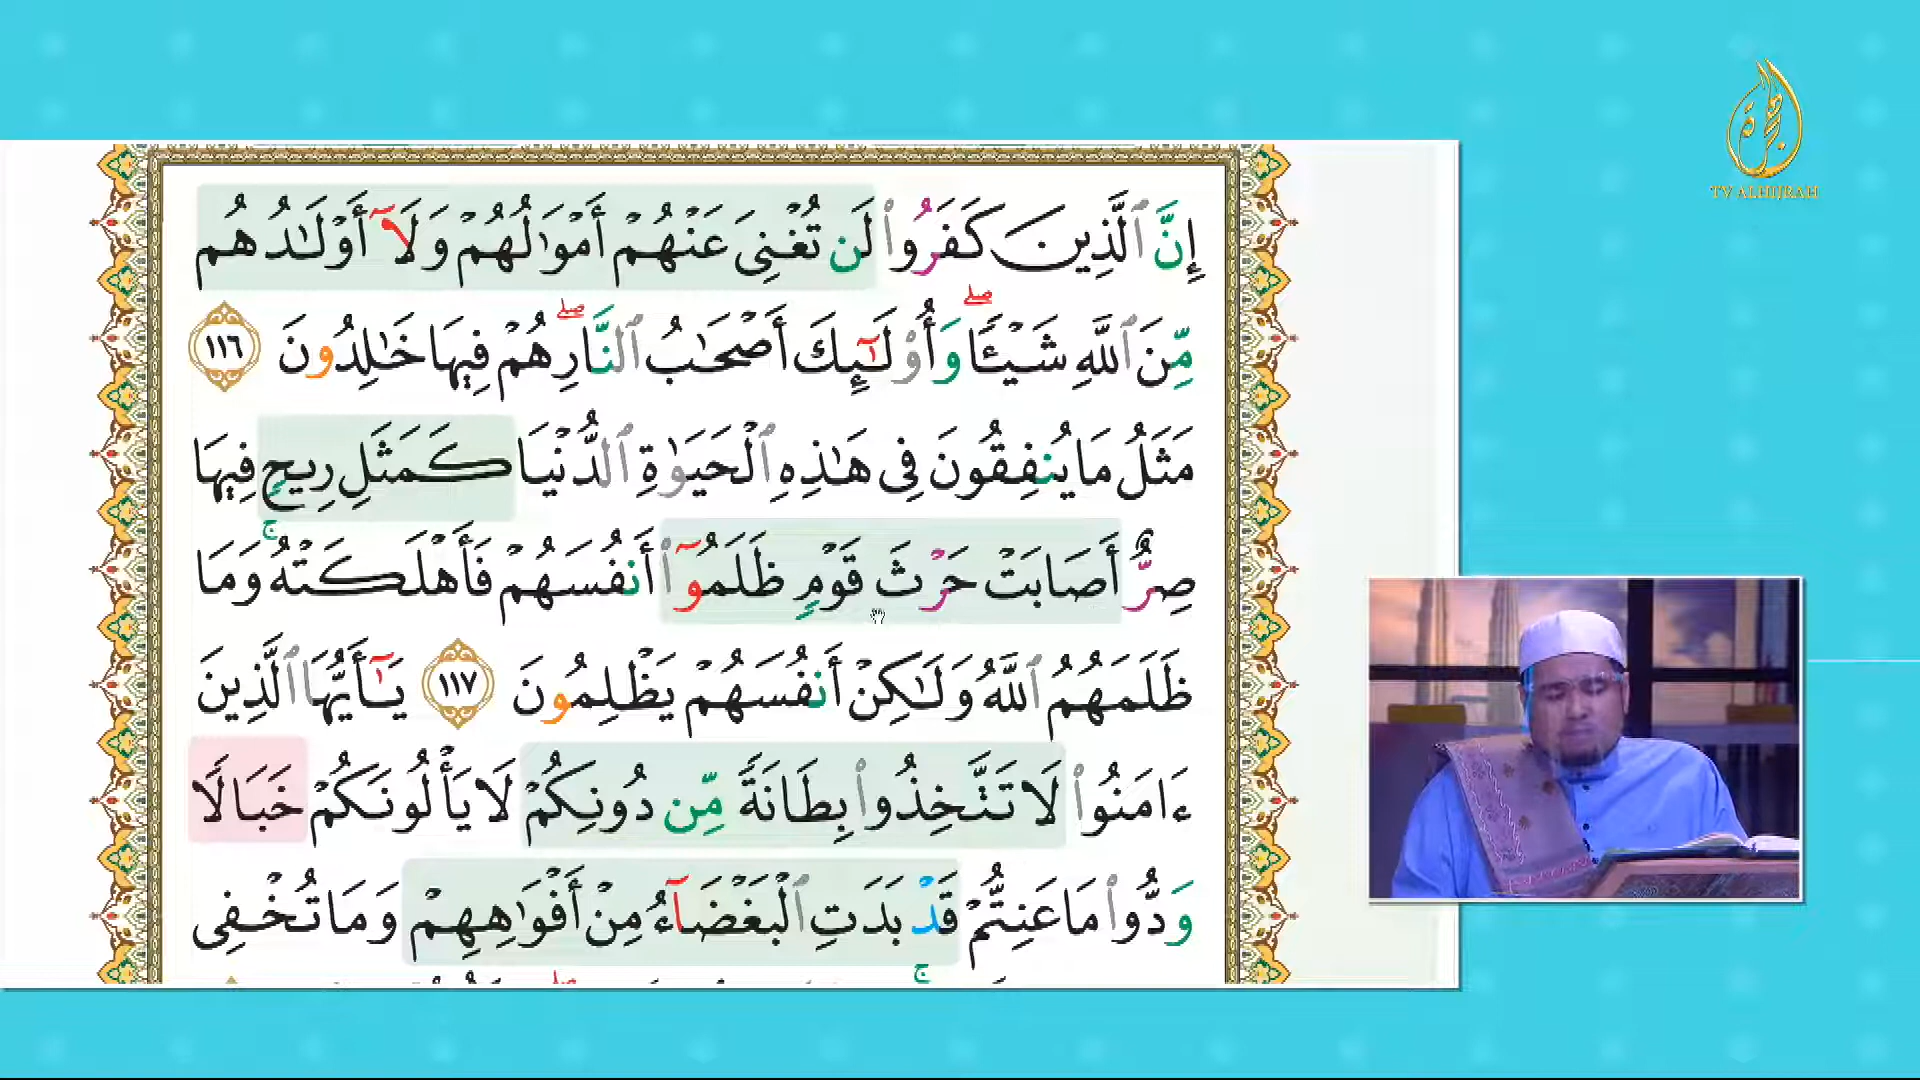 إِنَّ ٱلَّذِينَ كَفَرُوا۟ لَن تُغْنِىَ عَنْهُمْ أَمْوَٰلُهُمْ وَلَآ أَوْلَـٰدُهُم
مِّنَ ٱللَّهِ شَيْـًٔا ۖ وَأُو۟لَـٰٓئِكَ أَصْحَـٰبُ ٱلنَّارِ ۖ هُمْ فِيهَا خَـٰلِدُونَ ١١٦
مَثَلُ مَا يُنفِقُونَ فِى هَـٰذِهِ ٱلْحَيَوٰةِ ٱلدُّنْيَا كَمَثَلِ رِيحٍ فِيهَا
صِرٌّ أَصَابَتْ حَرْثَ قَوْمٍ ظَلَمُوٓا۟ أَنفُسَهُمْ فَأَهْلَكَتْهُ ۚ وَمَا
ظَلَمَهُمُ ٱللَّهُ وَلَـٰكِنْ أَنفُسَهُمْ يَظْلِمُونَ ١١٧ يَـٰٓأَيُّهَا ٱلَّذِينَ
ءَامَنُوا۟ لَا تَتَّخِذُوا۟ بِطَانَةً مِّن دُونِكُمْ لَا يَأْلُونَكُمْ خَبَالًا
وَدُّوا۟ مَا عَنِتُّمْ قَدْ بَدَتِ ٱلْبَغْضَآءُ مِنْ أَفْوَٰهِهِمْ وَمَا تُخْفِى
TV ALHIJRAH